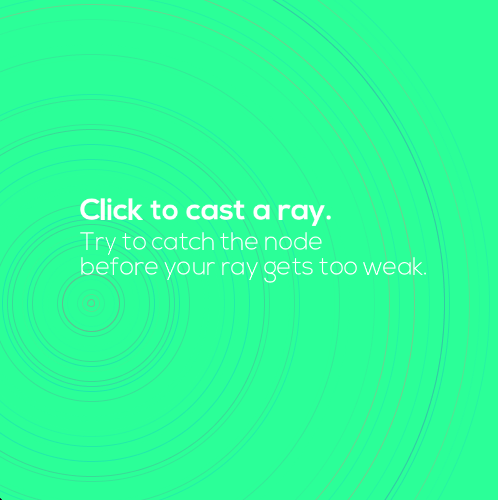 Click to cast a ray.
Try to catch the node
before your ray gets too weak.